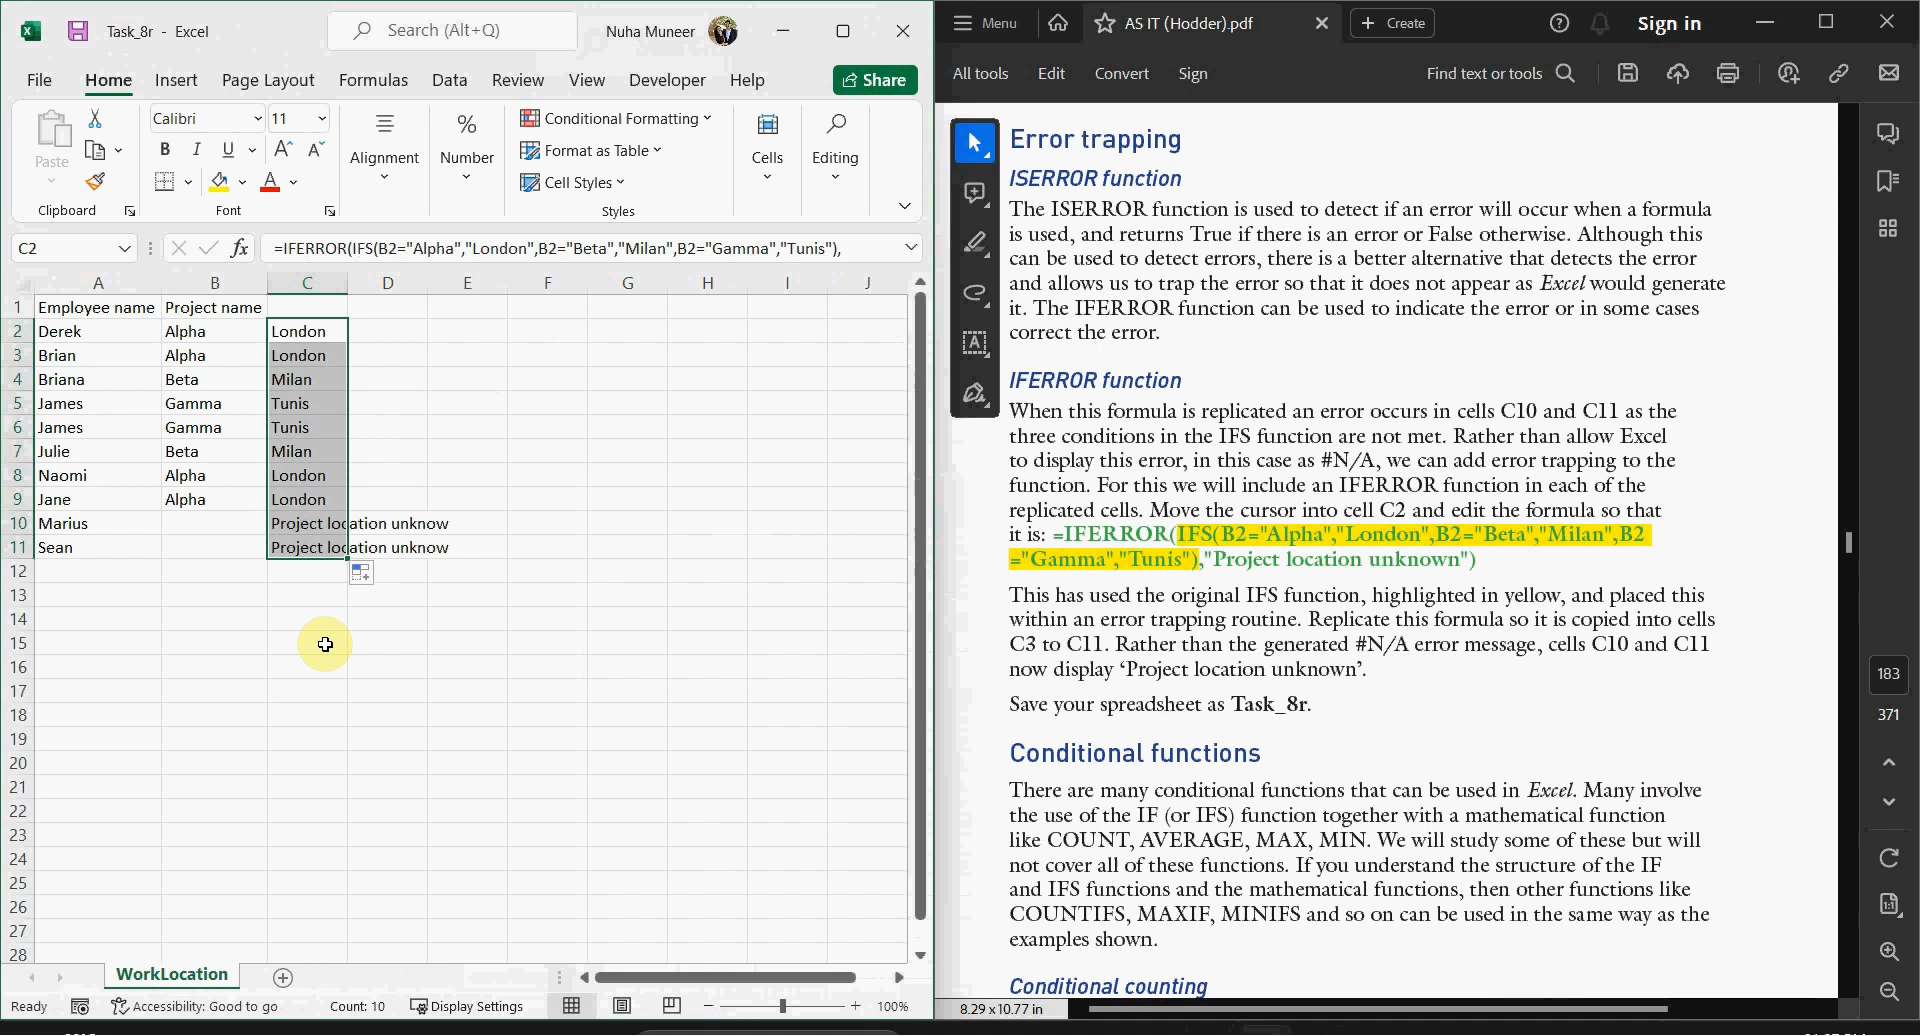 Task_8r - Excel
Search (Alt+Q)
Nuha Muneer
File Home Insert Page Layout Formulas Data Review View Developer Help Share
Paste
Clipboard
Calibri 11
B I U
Font
Alignment
% Number
Conditional Formatting
Format as Table
Cell Styles
Styles
Cells
Editing
C2 fx =IFERROR(IFS(B2="Alpha","London",B2="Beta","Milan",B2="Gamma","Tunis"),
A B C D E F G H I J
1 Employee name Project name
2 Derek Alpha London
3 Brian Alpha London
4 Briana Beta Milan
5 James Gamma Tunis
6 James Gamma Tunis
7 Julie Beta Milan
8 Naomi Alpha London
9 Jane Alpha London
10 Marius Project location unknow
11 Sean Project location unknow
12
13
14
15
16
17
18
19
20
21
22
23
24
25
26
27
28
WorkLocation
Ready Accessibility: Good to go Count: 10 Display Settings 100%
Menu AS IT (Hodder).pdf Create Sign in
All tools Edit Convert Sign Find text or tools
Error trapping
ISERROR function
The ISERROR function is used to detect if an error will occur when a formula
is used, and returns True if there is an error or False otherwise. Although this
can be used to detect errors, there is a better alternative that detects the error
and allows us to trap the error so that it does not appear as Excel would generate
it. The IFERROR function can be used to indicate the error or in some cases
correct the error.
IFERROR function
When this formula is replicated an error occurs in cells C10 and C11 as the
three conditions in the IFS function are not met. Rather than allow Excel
to display this error, in this case as #N/A, we can add error trapping to the
function. For this we will include an IFERROR function in each of the
replicated cells. Move the cursor into cell C2 and edit the formula so that
it is: =IFERROR(IFS(B2="Alpha","London",B2="Beta","Milan",B2
="Gamma","Tunis"),"Project location unknown")
This has used the original IFS function, highlighted in yellow, and placed this
within an error trapping routine. Replicate this formula so it is copied into cells
C3 to C11. Rather than the generated #N/A error message, cells C10 and C11
now display ‘Project location unknown’.
Save your spreadsheet as Task_8r.
Conditional functions
There are many conditional functions that can be used in Excel. Many involve
the use of the IF (or IFS) function together with a mathematical function
like COUNT, AVERAGE, MAX, MIN. We will study some of these but will
not cover all of these functions. If you understand the structure of the IF
and IFS functions and the mathematical functions, then other functions like
COUNTIFS, MAXIF, MINIFS and so on can be used in the same way as the
examples shown.
Conditional counting
8.29 x 10.77 in
183
371